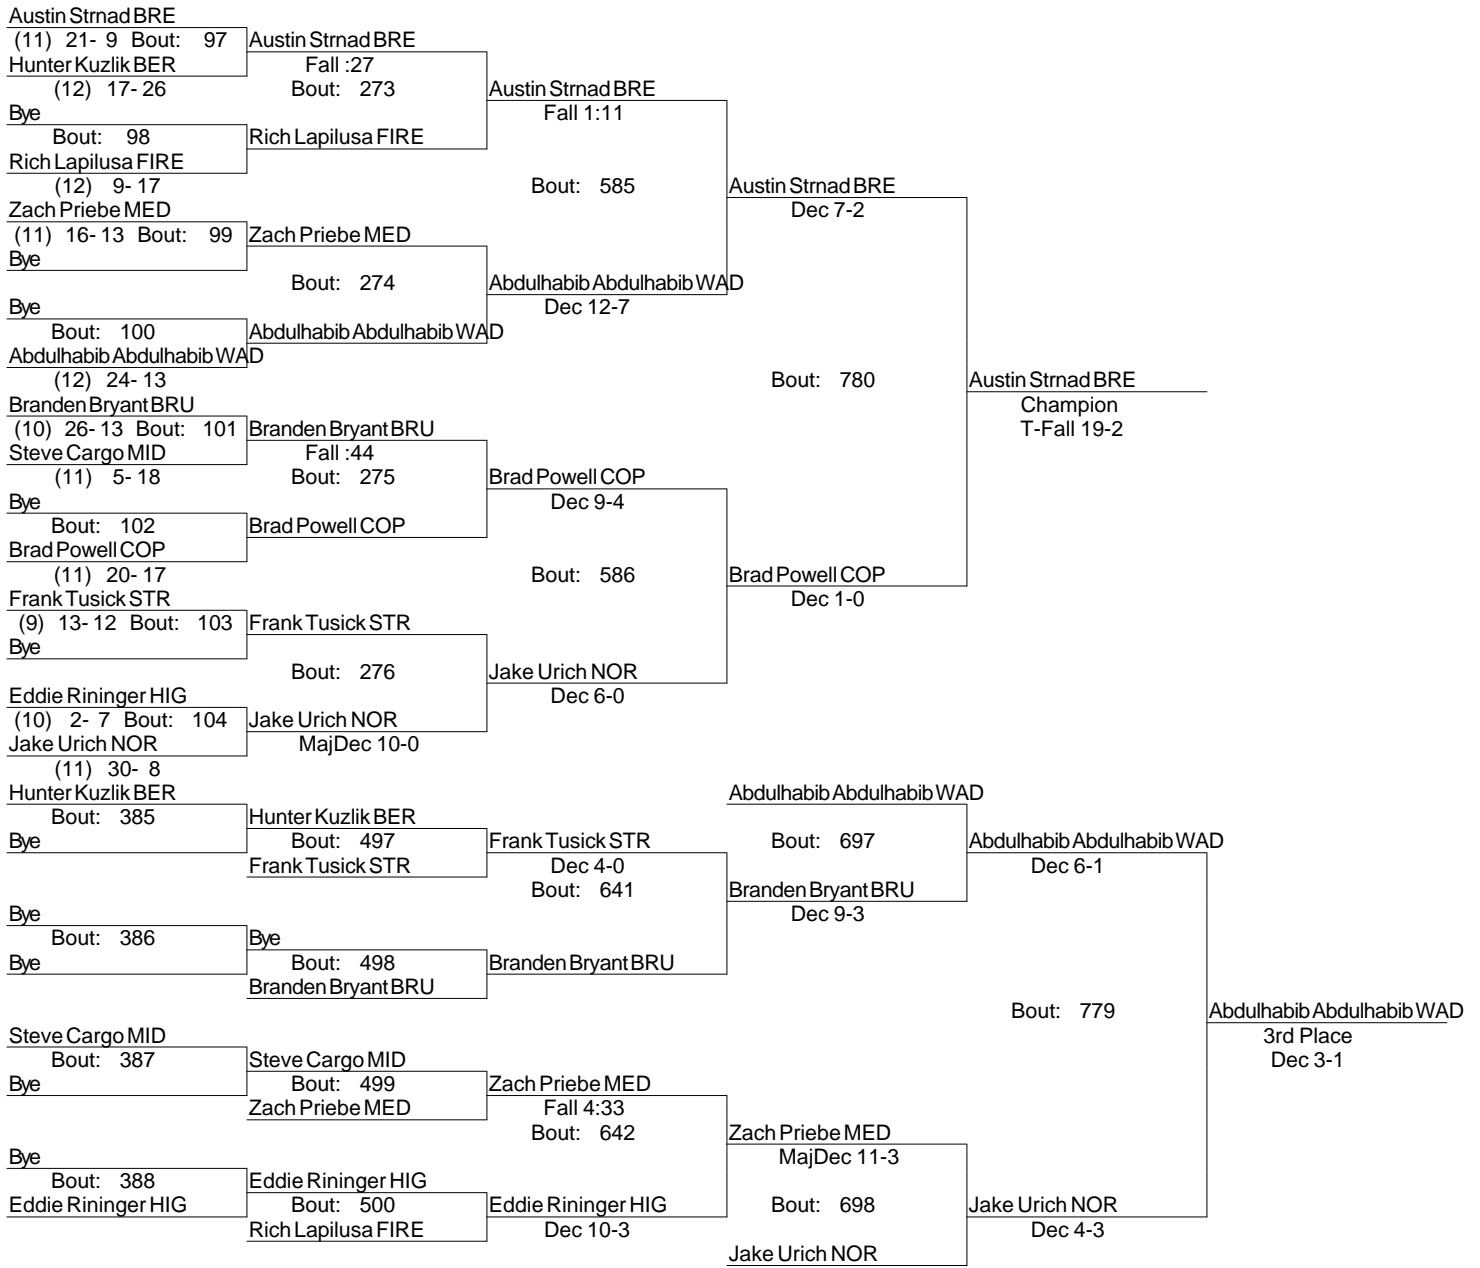 Austin Strnad BRE
(11) 21- 9 Bout: 97 Austin Strnad BRE
Hunter Kuzlik BER Fall :27
(12) 17- 26 Bout: 273 Austin Strnad BRE
Bye Fall 1:11
Bout: 98 Rich Lapilusa FIRE
Rich Lapilusa FIRE
(12) 9- 17 Bout: 585 Austin Strnad BRE
Zach Priebe MED Dec 7-2
(11) 16- 13 Bout: 99 Zach Priebe MED
Bye
Bout: 274 Abdulhabib Abdulhabib WAD
Bye Dec 12-7
Bout: 100 Abdulhabib Abdulhabib WAD
Abdulhabib Abdulhabib WAD
(12) 24- 13 Bout: 780 Austin Strnad BRE
Branden Bryant BRU Champion
(10) 26- 13 Bout: 101 Branden Bryant BRU T-Fall 19-2
Steve Cargo MID Fall :44
(11) 5- 18 Bout: 275 Brad Powell COP
Bye Dec 9-4
Bout: 102 Brad Powell COP
Brad Powell COP
(11) 20- 17 Bout: 586 Brad Powell COP
Frank Tusick STR Dec 1-0
(9) 13- 12 Bout: 103 Frank Tusick STR
Bye
Bout: 276 Jake Urich NOR
Eddie Rininger HIG Dec 6-0
(10) 2- 7 Bout: 104 Jake Urich NOR
Jake Urich NOR MajDec 10-0
(11) 30- 8
Hunter Kuzlik BER Abdulhabib Abdulhabib WAD
Bout: 385 Hunter Kuzlik BER
Bye Bout: 497 Frank Tusick STR Bout: 697 Abdulhabib Abdulhabib WAD
Frank Tusick STR Dec 4-0 Dec 6-1
Bout: 641 Branden Bryant BRU
Bye Dec 9-3
Bout: 386 Bye
Bye Bout: 498 Branden Bryant BRU
Branden Bryant BRU
Bout: 779 Abdulhabib Abdulhabib WAD
Steve Cargo MID 3rd Place
Bout: 387 Steve Cargo MID Dec 3-1
Bye Bout: 499 Zach Priebe MED
Zach Priebe MED Fall 4:33
Bout: 642 Zach Priebe MED
Bye MajDec 11-3
Bout: 388 Eddie Rininger HIG
Eddie Rininger HIG Bout: 500 Eddie Rininger HIG Bout: 698 Jake Urich NOR
Rich Lapilusa FIRE Dec 10-3 Dec 4-3
Jake Urich NOR